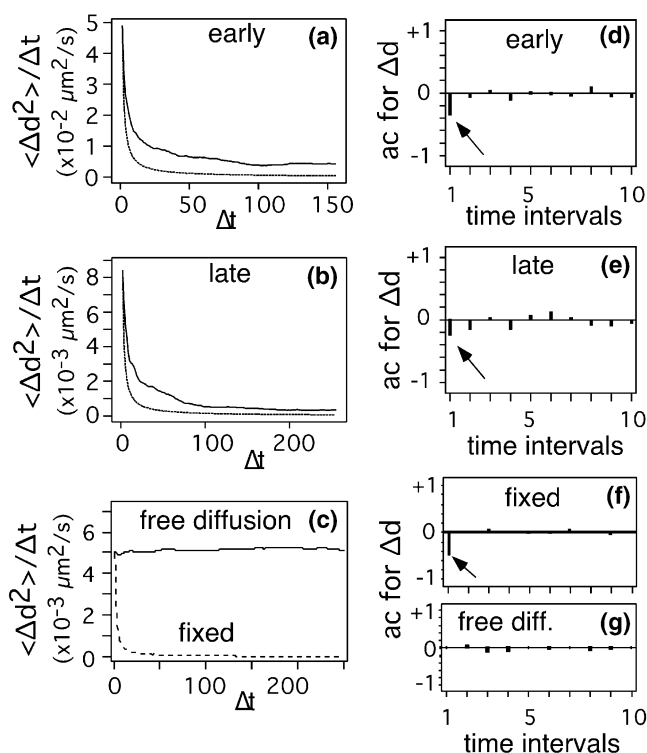 <Δd²>/Δt
(x10⁻² μm²/s)
5
4
3
2
1
0
early
(a)
0
50
100
150
Δt
ac for Δd
+1
0
-1
early
(d)
1
5
10
time intervals
<Δd²>/Δt
(x10⁻³ μm²/s)
8
6
4
2
0
late
(b)
0
100
200
Δt
ac for Δd
+1
0
-1
late
(e)
1
5
10
time intervals
<Δd²>/Δt
(x10⁻³ μm²/s)
6
4
2
0
free diffusion
(c)
fixed
0
100
200
Δt
ac for Δd
+1
0
-1
fixed
(f)
+1
0
-1
free diff.
(g)
1
5
10
time intervals